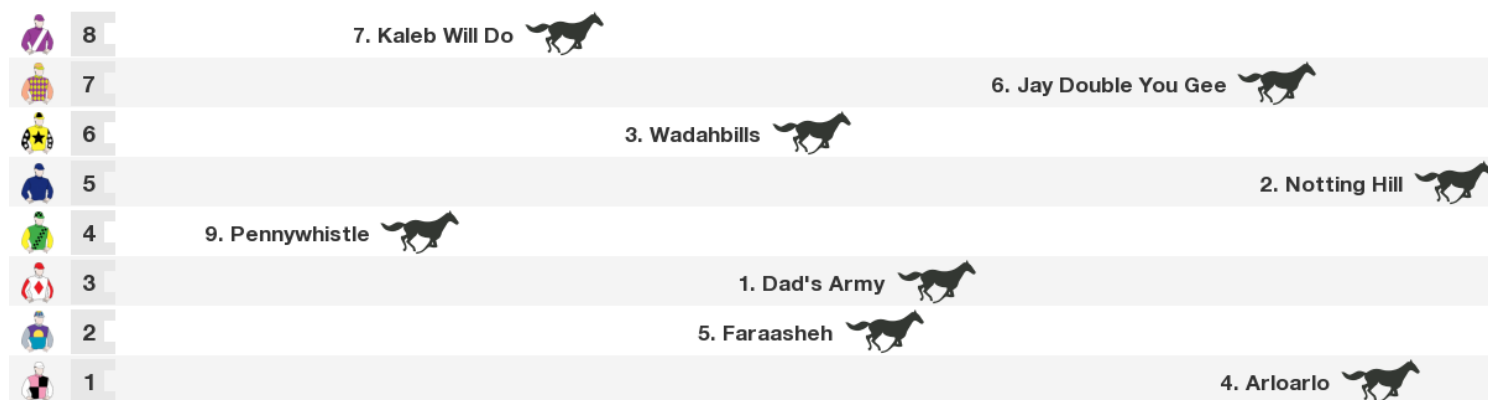 8 7. Kaleb Will Do
7 6. Jay Double You Gee
6 3. Wadahbills
5 2. Notting Hill
4 9. Pennywhistle
3 1. Dad's Army
2 5. Faraasheh
1 4. Arloarlo